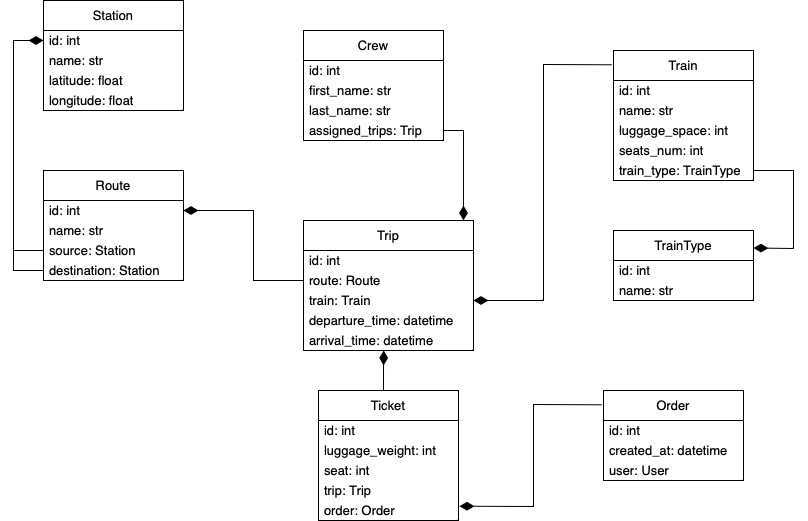 Station
id: int
name: str
latitude: float
longitude: float
Crew
id: int
first_name: str
last_name: str
assigned_trips: Trip
Train
id: int
name: str
luggage_space: int
seats_num: int
train_type: TrainType
Route
id: int
name: str
source: Station
destination: Station
Trip
id: int
route: Route
train: Train
departure_time: datetime
arrival_time: datetime
TrainType
id: int
name: str
Ticket
id: int
luggage_weight: int
seat: int
trip: Trip
order: Order
Order
id: int
created_at: datetime
user: User